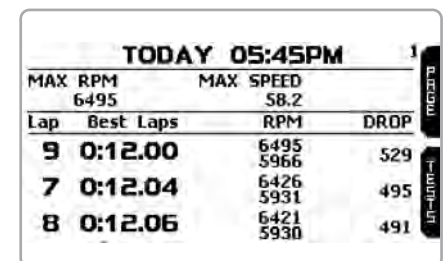 TODAY 05:45PM 1
MAX RPM MAX SPEED
6495 58.2
Lap Best Laps RPM DROP
9 0:12.00 6495 5966 529
7 0:12.04 6426 5931 495
8 0:12.06 6421 5930 491
PAGE
TESTS